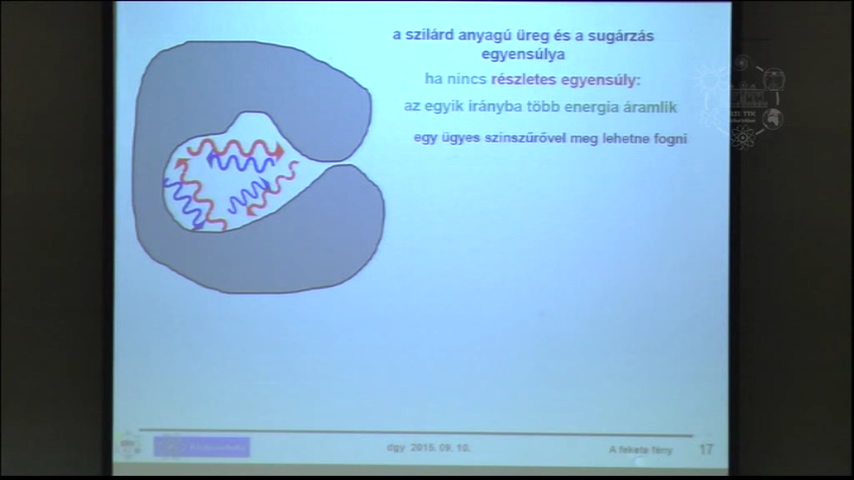 a szilárd anyagú üreg és a sugárzás
egyensúlya
ha nincs részletes egyensúly:
az egyik irányba több energia áramlik
egy ügyes színszűrővel meg lehetne fogni
dgy 2015. 09. 10.
A fekete fény
17